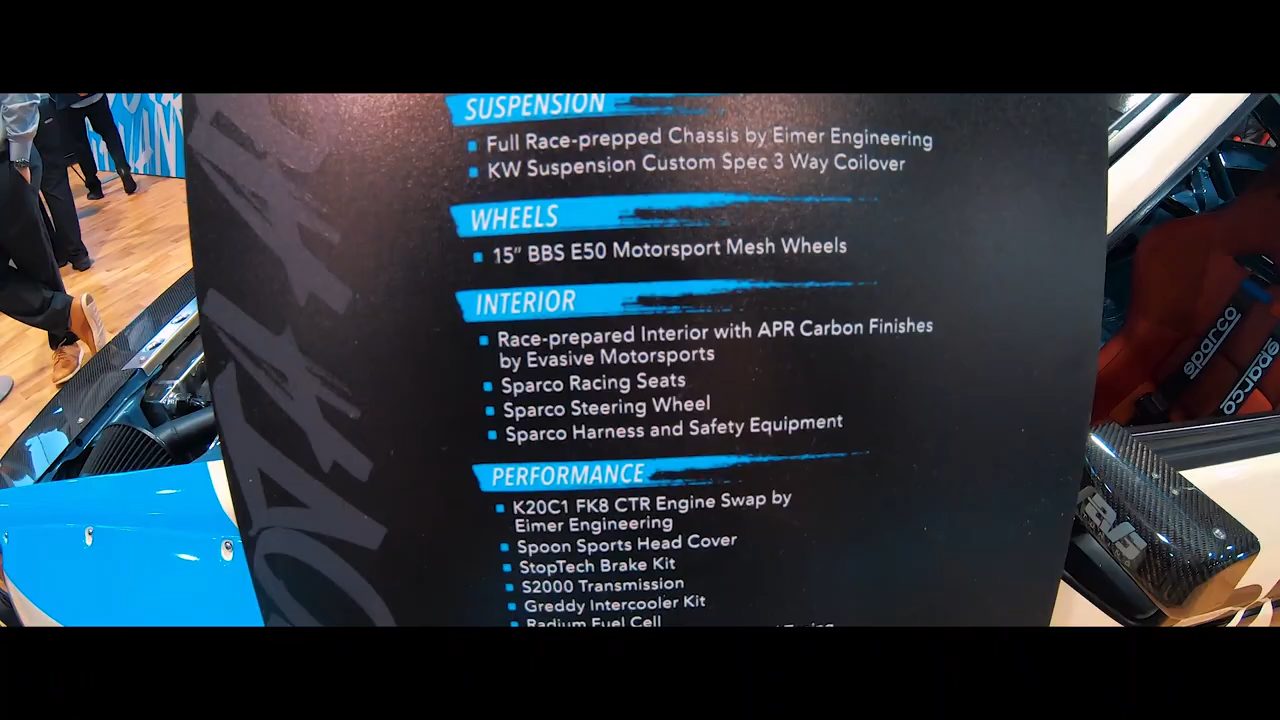 SUSPENSION
Full Race-prepped Chassis by Eimer Engineering
KW Suspension Custom Spec 3 Way Coilover
WHEELS
15" BBS E50 Motorsport Mesh Wheels
INTERIOR
Race-prepared Interior with APR Carbon Finishes
by Evasive Motorsports
Sparco Racing Seats
Sparco Steering Wheel
Sparco Harness and Safety Equipment
PERFORMANCE
K20C1 FK8 CTR Engine Swap by
Eimer Engineering
Spoon Sports Head Cover
StopTech Brake Kit
S2000 Transmission
Greddy Intercooler Kit
Radium Fuel Cell
sparco
sparco